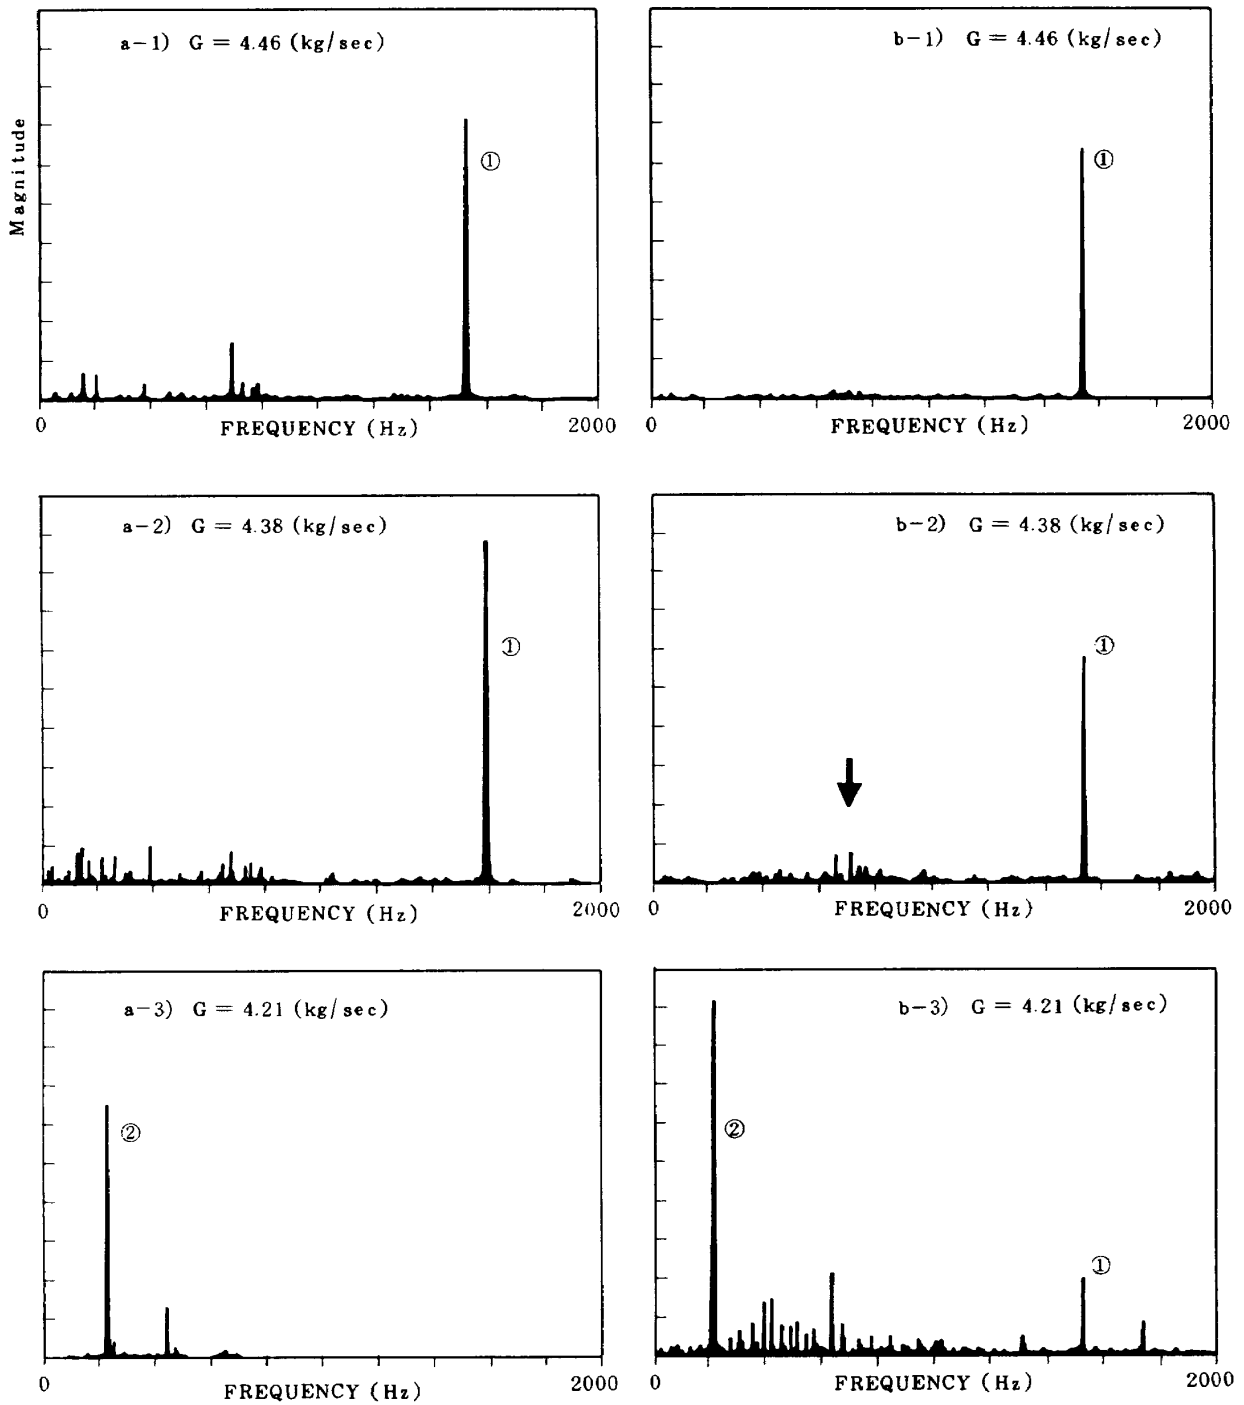 a-1) G = 4.46 (kg/sec)
Magnitude
①
0 FREQUENCY (Hz) 2000
b-1) G = 4.46 (kg/sec)
①
0 FREQUENCY (Hz) 2000
a-2) G = 4.38 (kg/sec)
①
0 FREQUENCY (Hz) 2000
b-2) G = 4.38 (kg/sec)
①
0 FREQUENCY (Hz) 2000
a-3) G = 4.21 (kg/sec)
②
0 FREQUENCY (Hz) 2000
b-3) G = 4.21 (kg/sec)
②
①
0 FREQUENCY (Hz) 2000